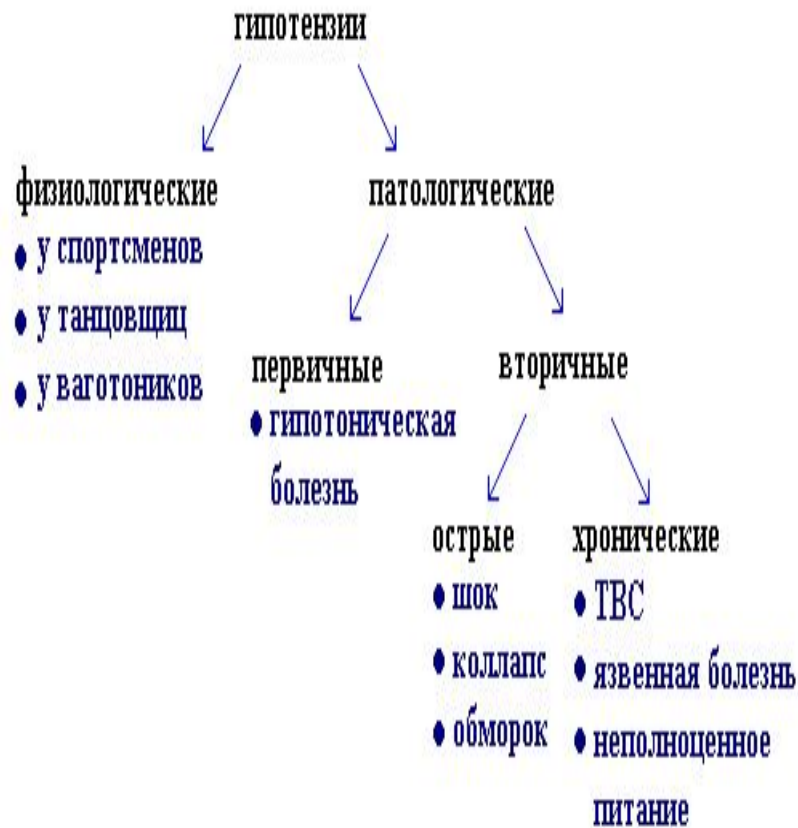 гипотензии
физиологические
● у спортсменов
● у танцовщиц
● у ваготоников
патологические
первичные
● гипотоническая
болезнь
вторичные
острые
● шок
● коллапс
● обморок
хронические
● ТВС
● язвенная болезнь
● неполноценное
питание